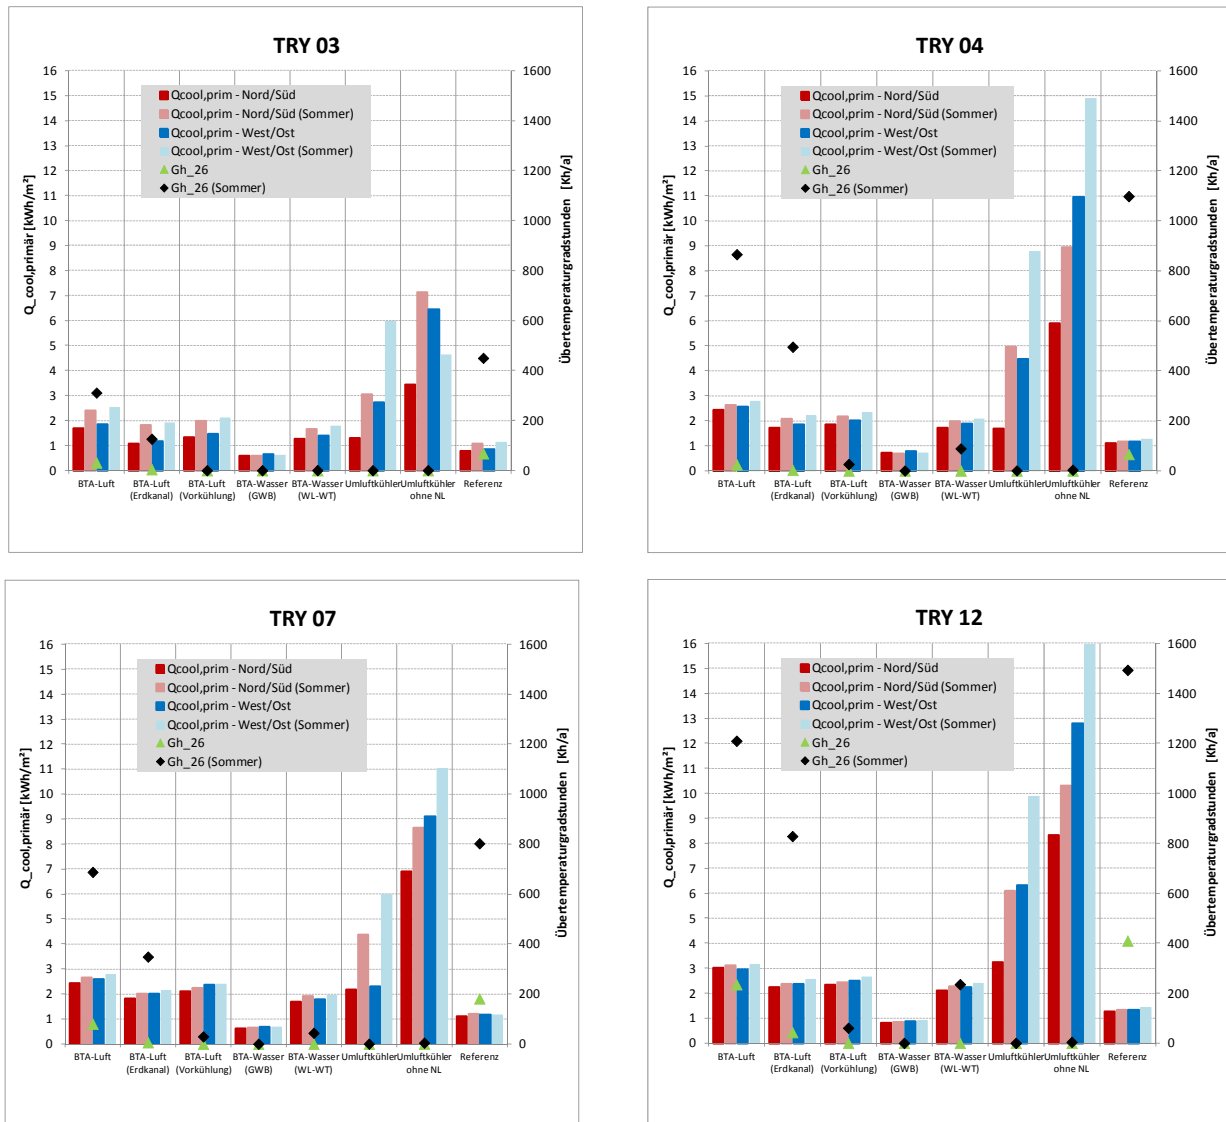 TRY 03
16
15
14
13
12
11
10
9
8
7
6
5
4
3
2
1
0
Q_cool,primär [kWh/m²]
Qcool,prim - Nord/Süd
Qcool,prim - Nord/Süd (Sommer)
Qcool,prim - West/Ost
Qcool,prim - West/Ost (Sommer)
Gh_26
Gh_26 (Sommer)
1600
1400
1200
1000
800
600
400
200
0
Übertemperaturgradstunden [Kh/a]
BTA-Luft
BTA-Luft (Erdkanal)
BTA-Luft (Vorkühlung)
BTA-Wasser (GWB)
BTA-Wasser (WL-WT)
Umluftkühler
Umluftkühler ohne NL
Referenz
TRY 04
16
15
14
13
12
11
10
9
8
7
6
5
4
3
2
1
0
Q_cool,primär [kWh/m²]
Qcool,prim - Nord/Süd
Qcool,prim - Nord/Süd (Sommer)
Qcool,prim - West/Ost
Qcool,prim - West/Ost (Sommer)
Gh_26
Gh_26 (Sommer)
1600
1400
1200
1000
800
600
400
200
0
Übertemperaturgradstunden [Kh/a]
BTA-Luft
BTA-Luft (Erdkanal)
BTA-Luft (Vorkühlung)
BTA-Wasser (GWB)
BTA-Wasser (WL-WT)
Umluftkühler
Umluftkühler ohne NL
Referenz
TRY 07
16
15
14
13
12
11
10
9
8
7
6
5
4
3
2
1
0
Q_cool,primär [kWh/m²]
Qcool,prim - Nord/Süd
Qcool,prim - Nord/Süd (Sommer)
Qcool,prim - West/Ost
Qcool,prim - West/Ost (Sommer)
Gh_26
Gh_26 (Sommer)
1600
1400
1200
1000
800
600
400
200
0
Übertemperaturgradstunden [Kh/a]
BTA-Luft
BTA-Luft (Erdkanal)
BTA-Luft (Vorkühlung)
BTA-Wasser (GWB)
BTA-Wasser (WL-WT)
Umluftkühler
Umluftkühler ohne NL
Referenz
TRY 12
16
15
14
13
12
11
10
9
8
7
6
5
4
3
2
1
0
Q_cool,primär [kWh/m²]
Qcool,prim - Nord/Süd
Qcool,prim - Nord/Süd (Sommer)
Qcool,prim - West/Ost
Qcool,prim - West/Ost (Sommer)
Gh_26
Gh_26 (Sommer)
1600
1400
1200
1000
800
600
400
200
0
Übertemperaturgradstunden [Kh/a]
BTA-Luft
BTA-Luft (Erdkanal)
BTA-Luft (Vorkühlung)
BTA-Wasser (GWB)
BTA-Wasser (WL-WT)
Umluftkühler
Umluftkühler ohne NL
Referenz